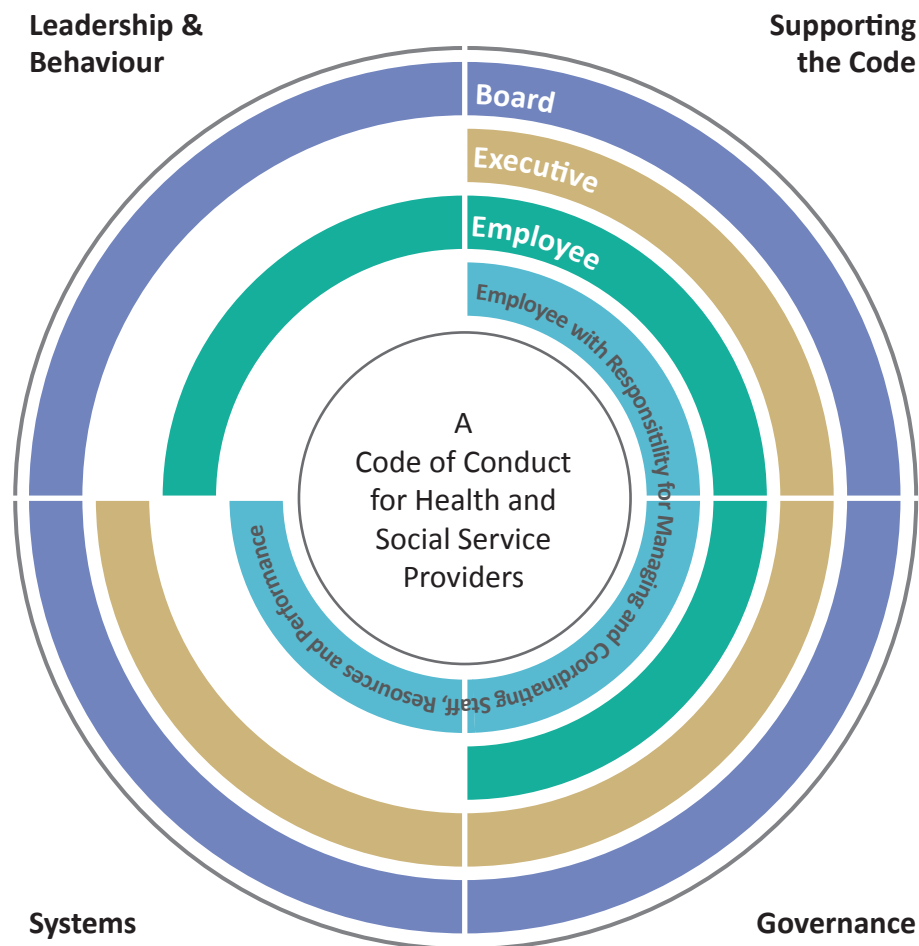 Leadership &
Behaviour
Supporting
the Code
Board
Executive
Employee
Employee with Responsitility for Managing and Coordinating Staff, Resources and Performance
A
Code of Conduct
for Health and
Social Service
Providers
Systems
Governance